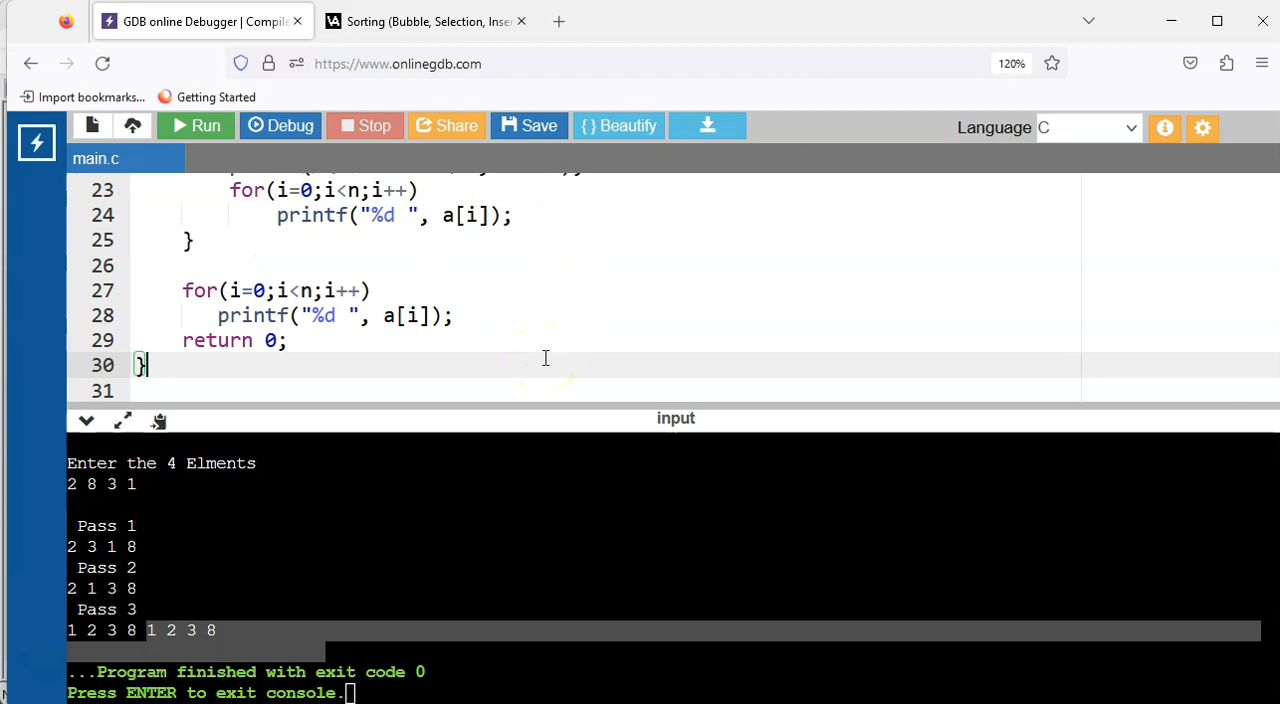 GDB online Debugger | Compile
Sorting (Bubble, Selection, Inser
https://www.onlinegdb.com
120%
Import bookmarks...
Getting Started
Run
Debug
Stop
Share
Save
{ } Beautify
Language
C
main.c
23 for(i=0;i<n;i++)
24 printf("%d ", a[i]);
25 }
26
27 for(i=0;i<n;i++)
28 printf("%d ", a[i]);
29 return 0;
30 }
31
input
Enter the 4 Elments
2 8 3 1
Pass 1
2 3 1 8
Pass 2
2 1 3 8
Pass 3
1 2 3 8 1 2 3 8
...Program finished with exit code 0
Press ENTER to exit console.